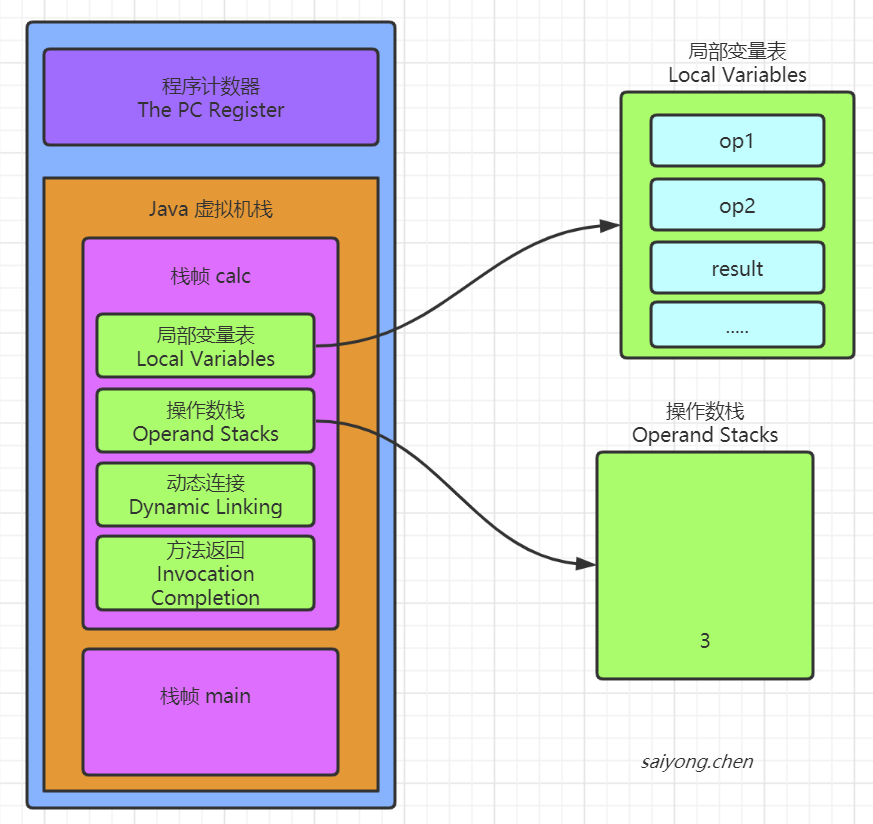 程序计数器
The PC Register
Java 虚拟机栈
栈帧 calc
局部变量表
Local Variables
操作数栈
Operand Stacks
动态连接
Dynamic Linking
方法返回
Invocation
Completion
栈帧 main
局部变量表
Local Variables
op1
op2
result
.....
操作数栈
Operand Stacks
3
saiyong.chen